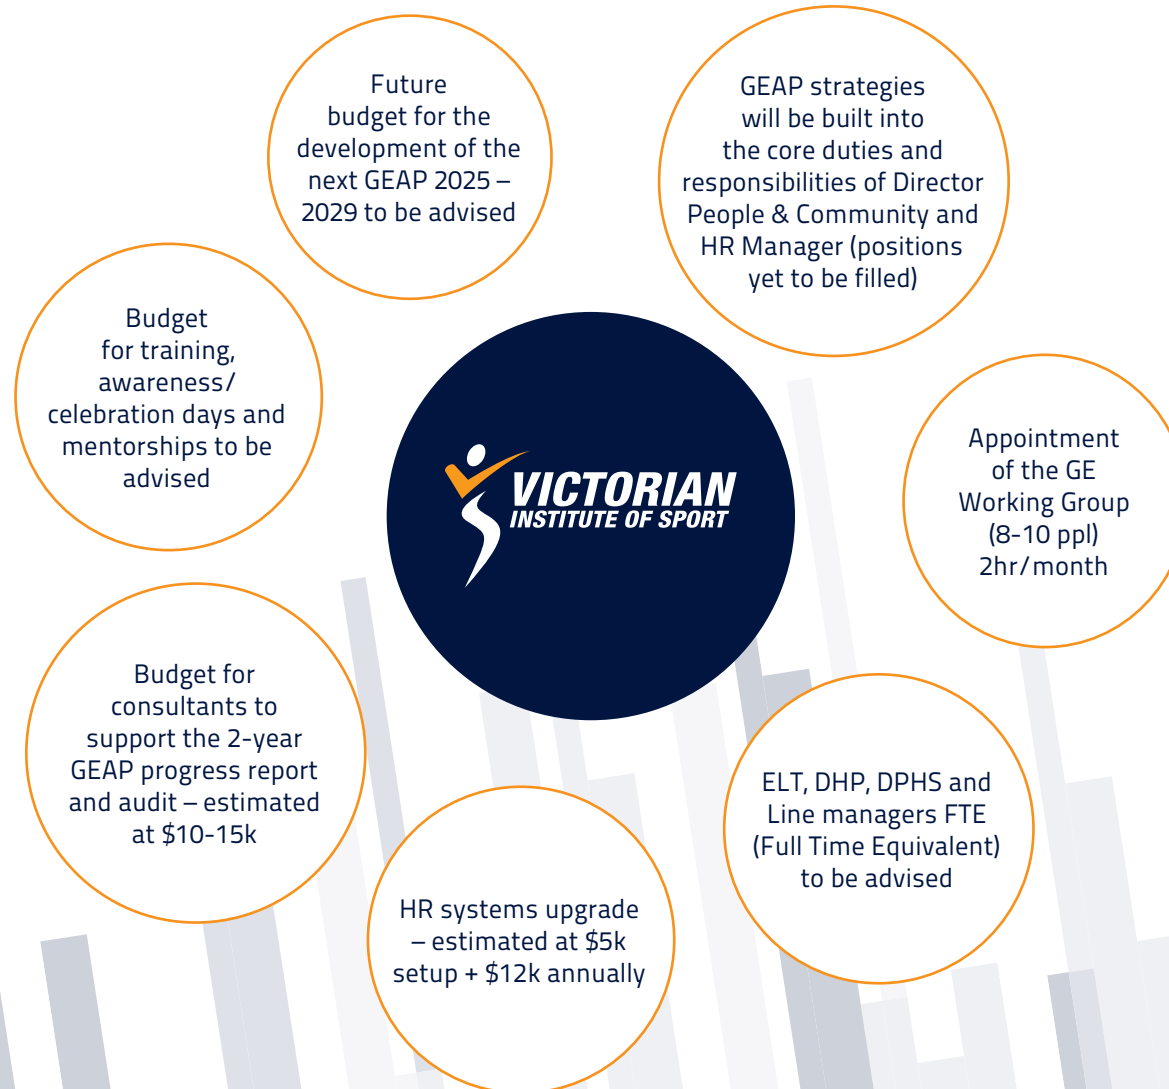 Future
budget for the
development of the
next GEAP 2025 –
2029 to be advised
GEAP strategies
will be built into
the core duties and
responsibilities of Director
People & Community and
HR Manager (positions
yet to be filled)
Budget
for training,
awareness/
celebration days and
mentorships to be
advised
VICTORIAN
INSTITUTE OF SPORT
Appointment
of the GE
Working Group
(8-10 ppl)
2hr/month
Budget for
consultants to
support the 2-year
GEAP progress report
and audit – estimated
at $10-15k
ELT, DHP, DPHS and
Line managers FTE
(Full Time Equivalent)
to be advised
HR systems upgrade
– estimated at $5k
setup + $12k annually